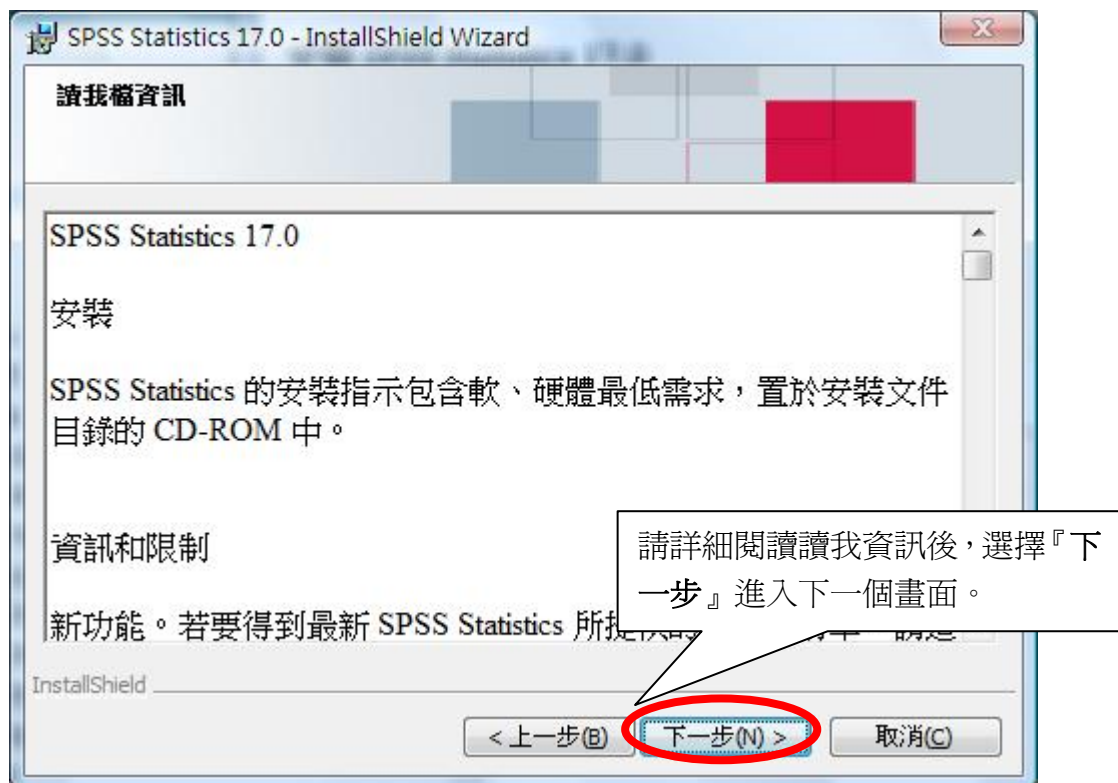 SPSS Statistics 17.0 - InstallShield Wizard
讀我檔資訊
SPSS Statistics 17.0
安裝
SPSS Statistics 的安裝指示包含軟、硬體最低需求，置於安裝文件
目錄的 CD-ROM 中。
資訊和限制
新功能。若要得到最新 SPSS Statistics 所提供的
請詳細閱讀讀我資訊後，選擇『下
一步』進入下一個畫面。
InstallShield
< 上一步(B)
下一步(N) >
取消(C)